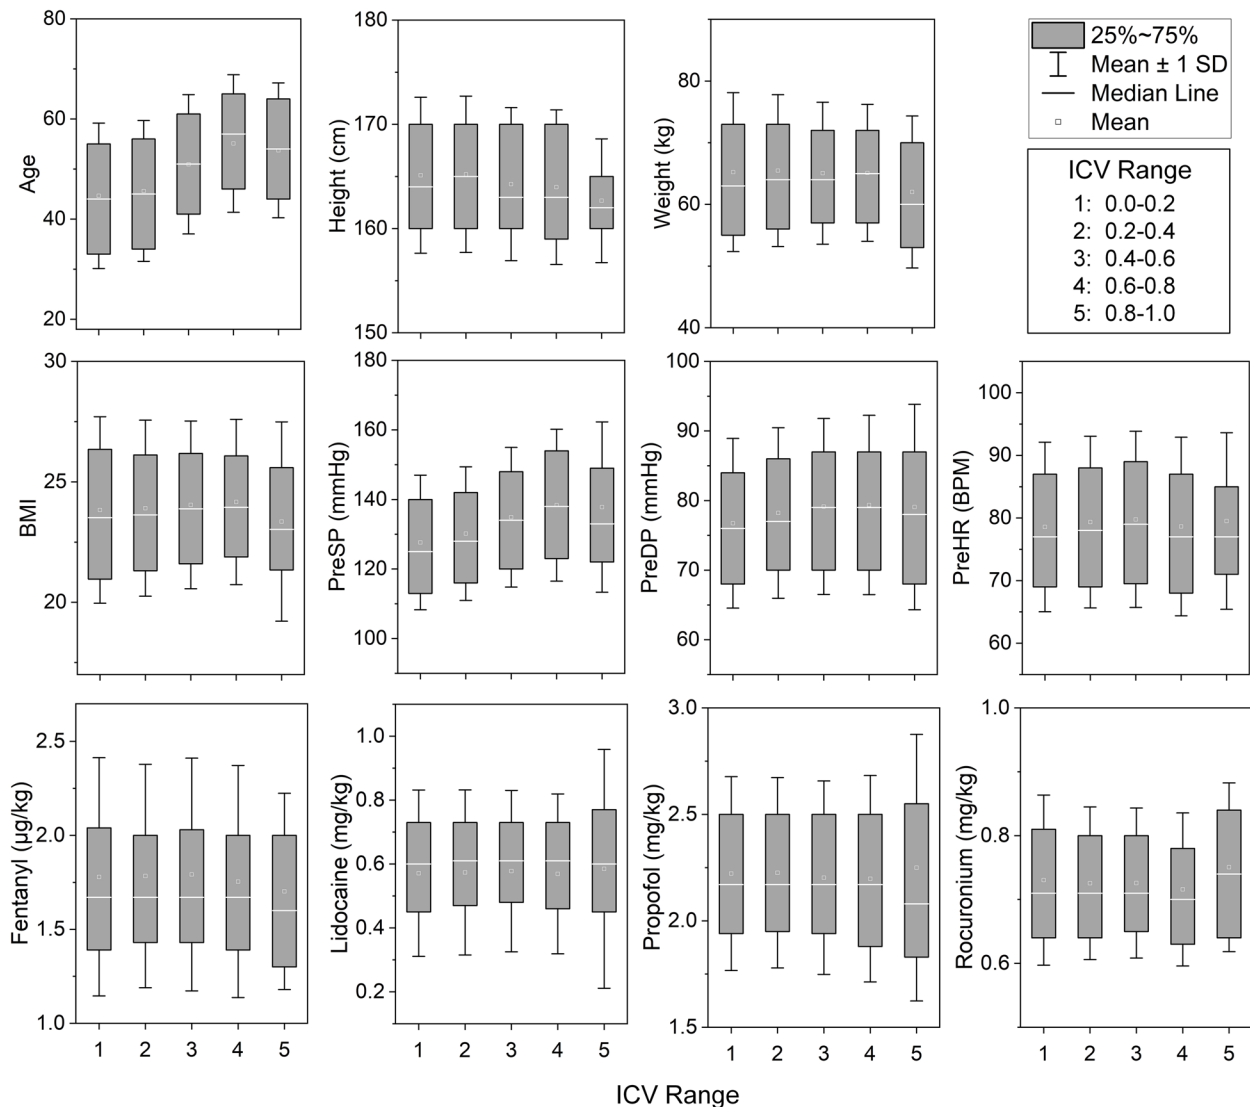 80
60
40
20
Age
170
160
150
Height (cm)
80
60
40
Weight (kg)
25%~75%
Mean ± 1 SD
Median Line
Mean
ICV Range
1: 0.0-0.2
2: 0.2-0.4
3: 0.4-0.6
4: 0.6-0.8
5: 0.8-1.0
30
25
20
BMI
180
160
140
120
100
PreSP (mmHg)
100
90
80
70
60
PreDP (mmHg)
100
90
80
70
60
PreHR (BPM)
2.5
2.0
1.5
1.0
Fentanyl (µg/kg)
1 2 3 4 5
1.0
0.8
0.6
0.4
0.2
Lidocaine (mg/kg)
1 2 3 4 5
3.0
2.5
2.0
1.5
Propofol (mg/kg)
1 2 3 4 5
1.0
0.8
0.6
Rocuronium (mg/kg)
1 2 3 4 5
ICV Range